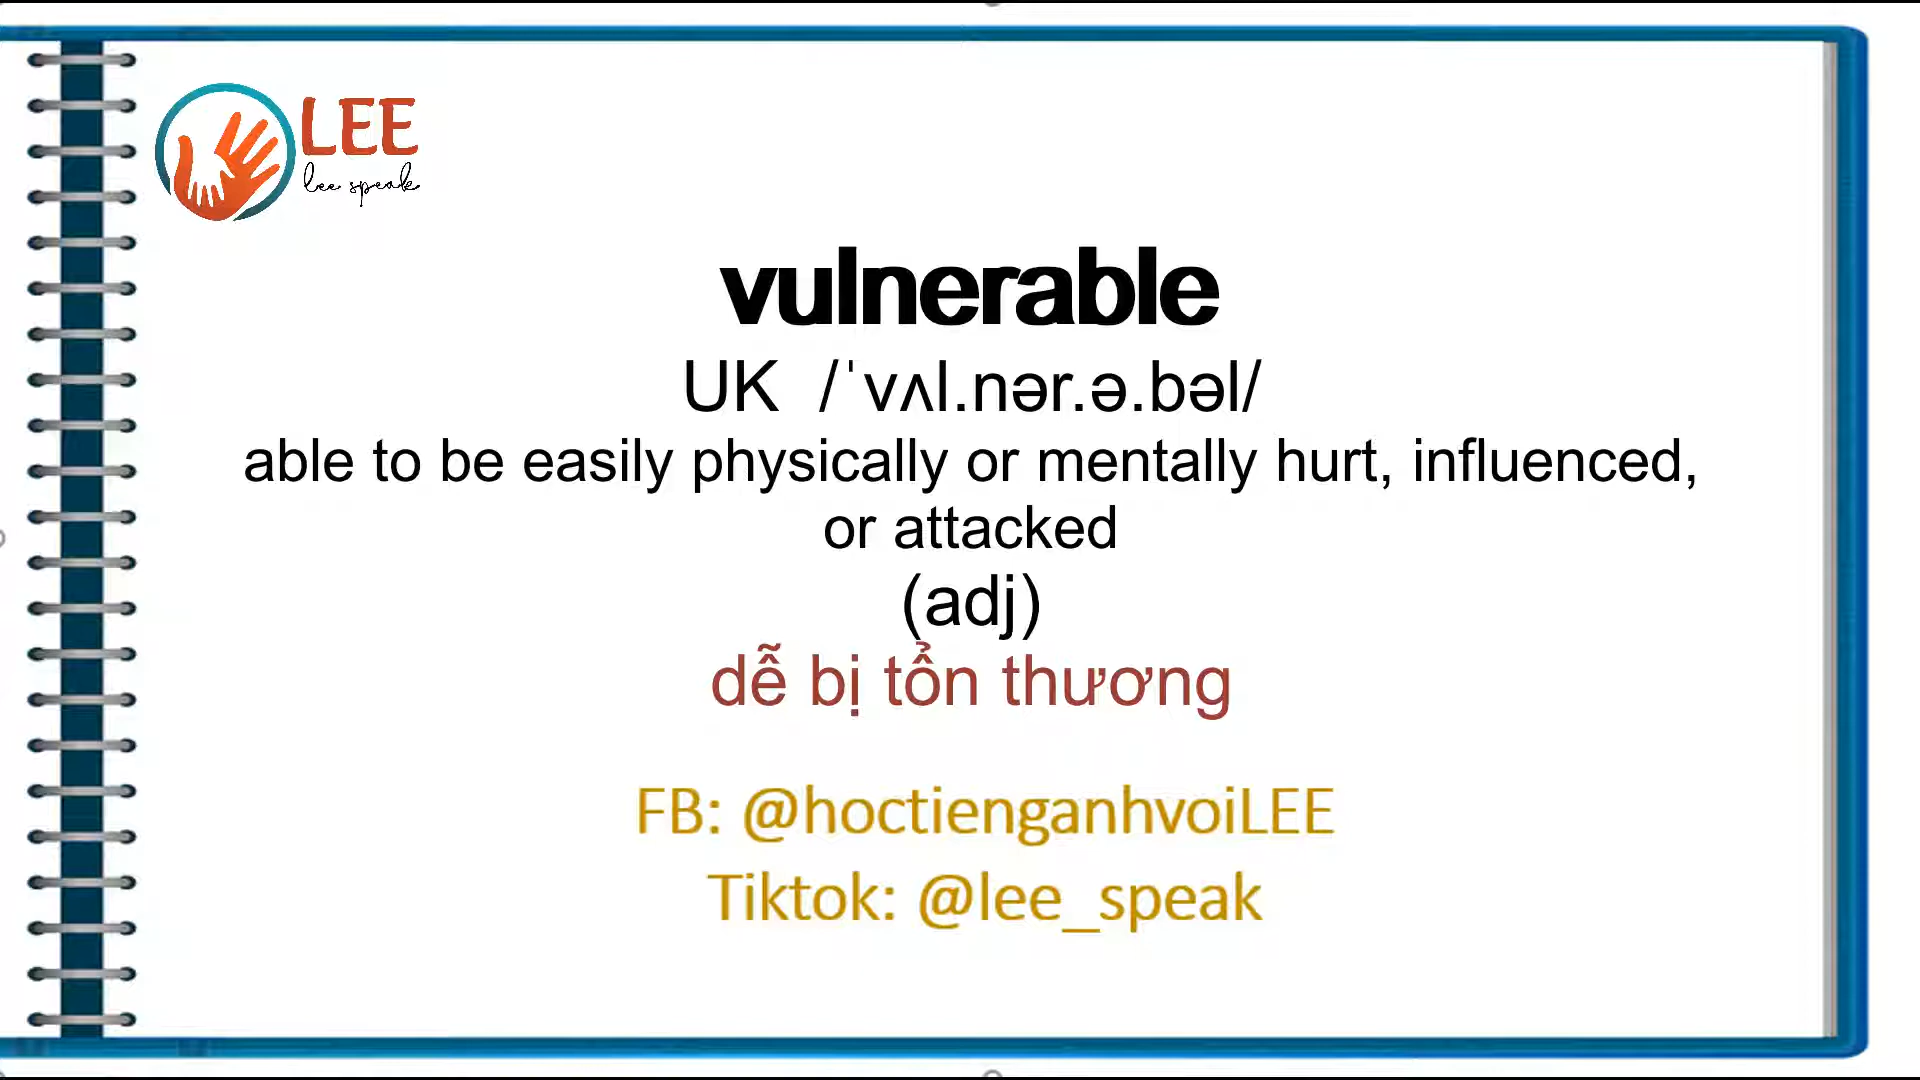 LEE
lee speak
vulnerable
UK /ˈvʌl.nər.ə.bəl/
able to be easily physically or mentally hurt, influenced,
or attacked
(adj)
dễ bị tổn thương
FB: @hoctienganhvoiLEE
Tiktok: @lee_speak